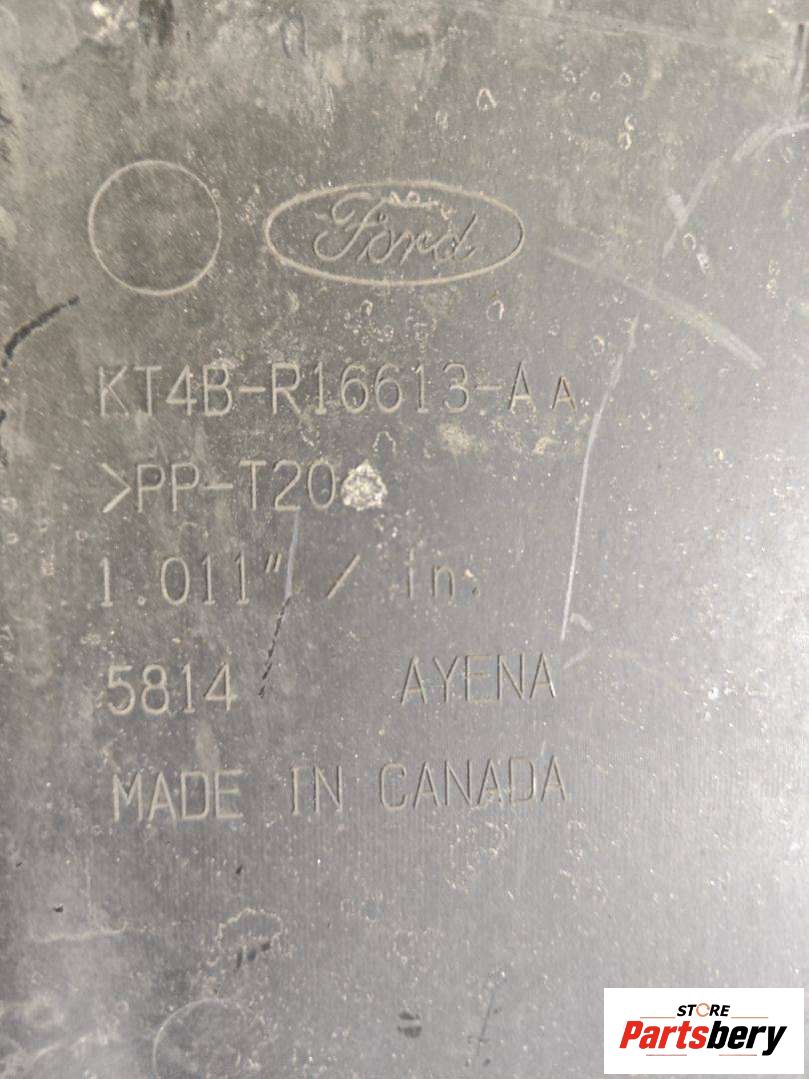 Ford
KT4B-R16613-AA
>PP-T20
1.011" / in.
5814 AYENA
MADE IN CANADA
STORE
Partsbery